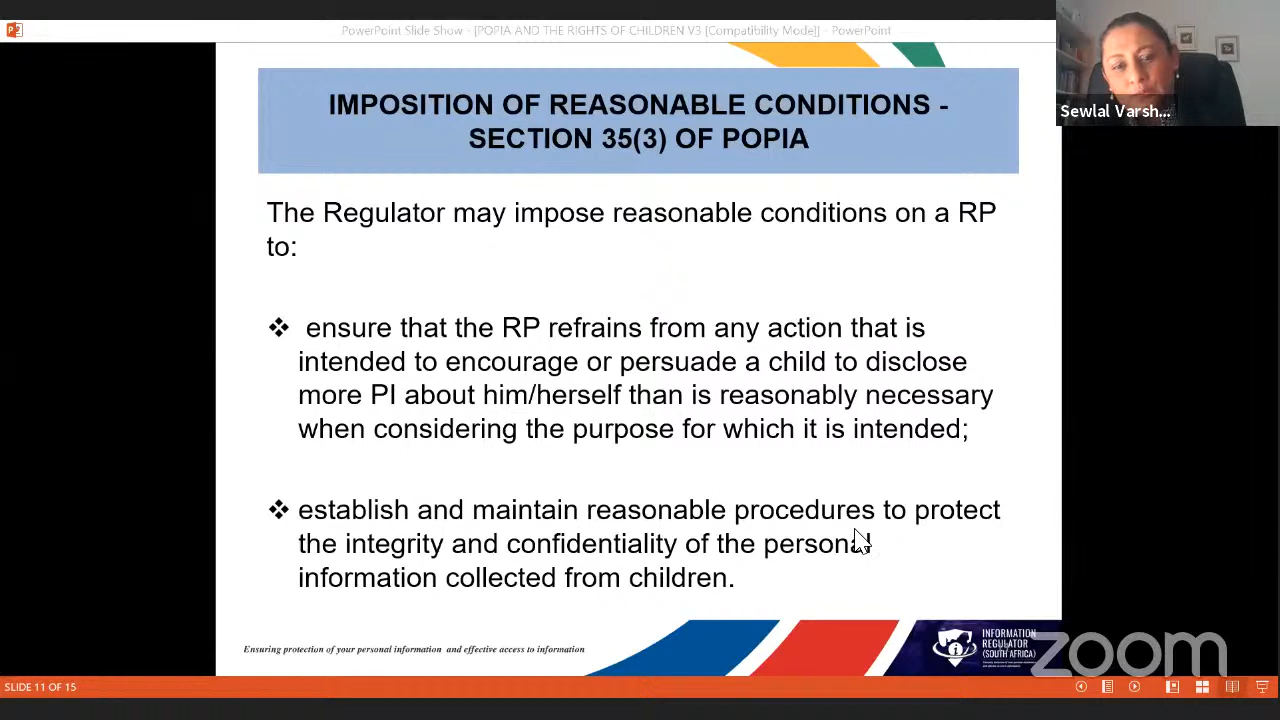 PowerPoint Slide Show - [POPIA AND THE RIGHTS OF CHILDREN V3 [Compatibility Mode]] - PowerPoint
IMPOSITION OF REASONABLE CONDITIONS -
SECTION 35(3) OF POPIA
Sewlal Varsh...
The Regulator may impose reasonable conditions on a RP
to:
❖ ensure that the RP refrains from any action that is
intended to encourage or persuade a child to disclose
more PI about him/herself than is reasonably necessary
when considering the purpose for which it is intended;
❖ establish and maintain reasonable procedures to protect
the integrity and confidentiality of the personal
information collected from children.
Ensuring protection of your personal information and effective access to information
INFORMATION
REGULATOR
(SOUTH AFRICA)
zoom
SLIDE 11 OF 15